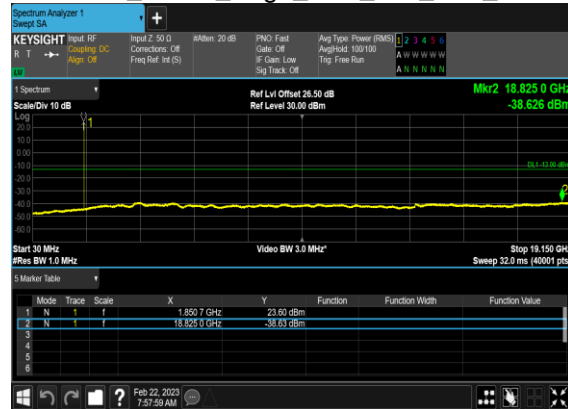 Spectrum Analyzer 1
Swept SA
+
KEYSIGHT Input: RF Input Z: 50 Ω #Atten: 20 dB PNO: Fast Avg Type: Power (RMS) 1 2 3 4 5 6
R T Coupling: DC Corrections: Off Gate: Off Avg|Hold: 100/100 A W W W W W
Align: Off Freq Ref: Int (S) IF Gain: Low Trig: Free Run
Sig Track: Off A N N N N N
LW
1 Spectrum Ref Lvl Offset 26.50 dB Mkr2 18.825 0 GHz
Scale/Div 10 dB Ref Level 30.00 dBm -38.626 dBm
Log
20.0 1
10.0
0.00
-10.0 DL1 -13.00 dBm
-20.0
-30.0 2
-40.0
-50.0
-60.0
Start 30 MHz Video BW 3.0 MHz* Stop 19.150 GHz
#Res BW 1.0 MHz Sweep 32.0 ms (40001 pts)
5 Marker Table
Mode Trace Scale X Y Function Function Width Function Value
1 N 1 f 1.850 7 GHz 23.60 dBm
2 N 1 f 18.825 0 GHz -38.63 dBm
3
4
5
6
? Feb 22, 2023
7:57:59 AM